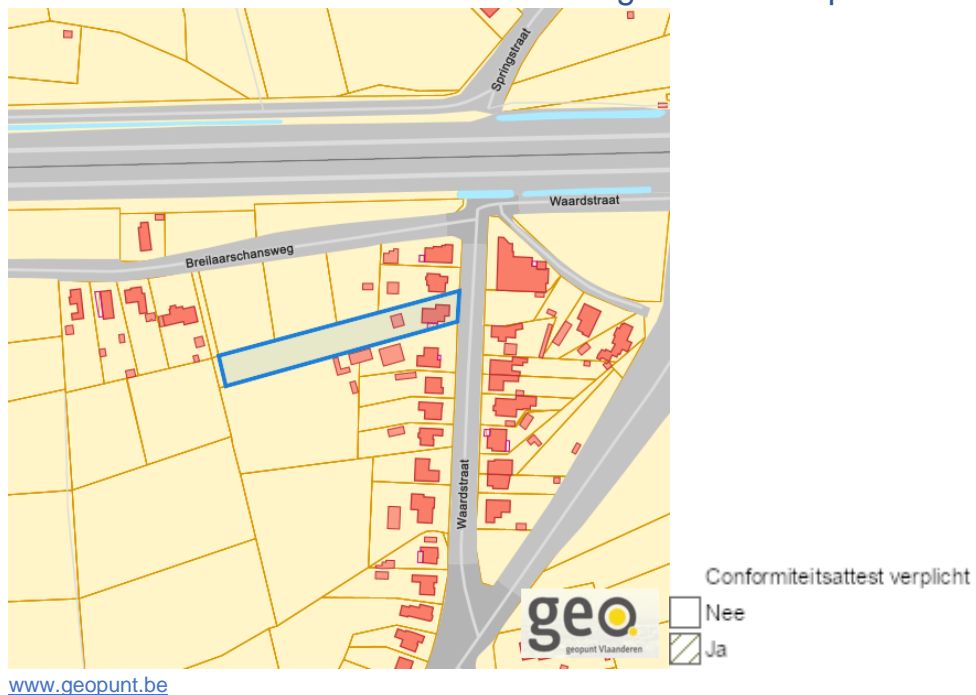 Springstraat
Waardstraat
Breilaarschansweg
Waardstraat
geo.
geopunt Vlaanderen
Conformiteitsattest verplicht
Nee
Ja
www.geopunt.be